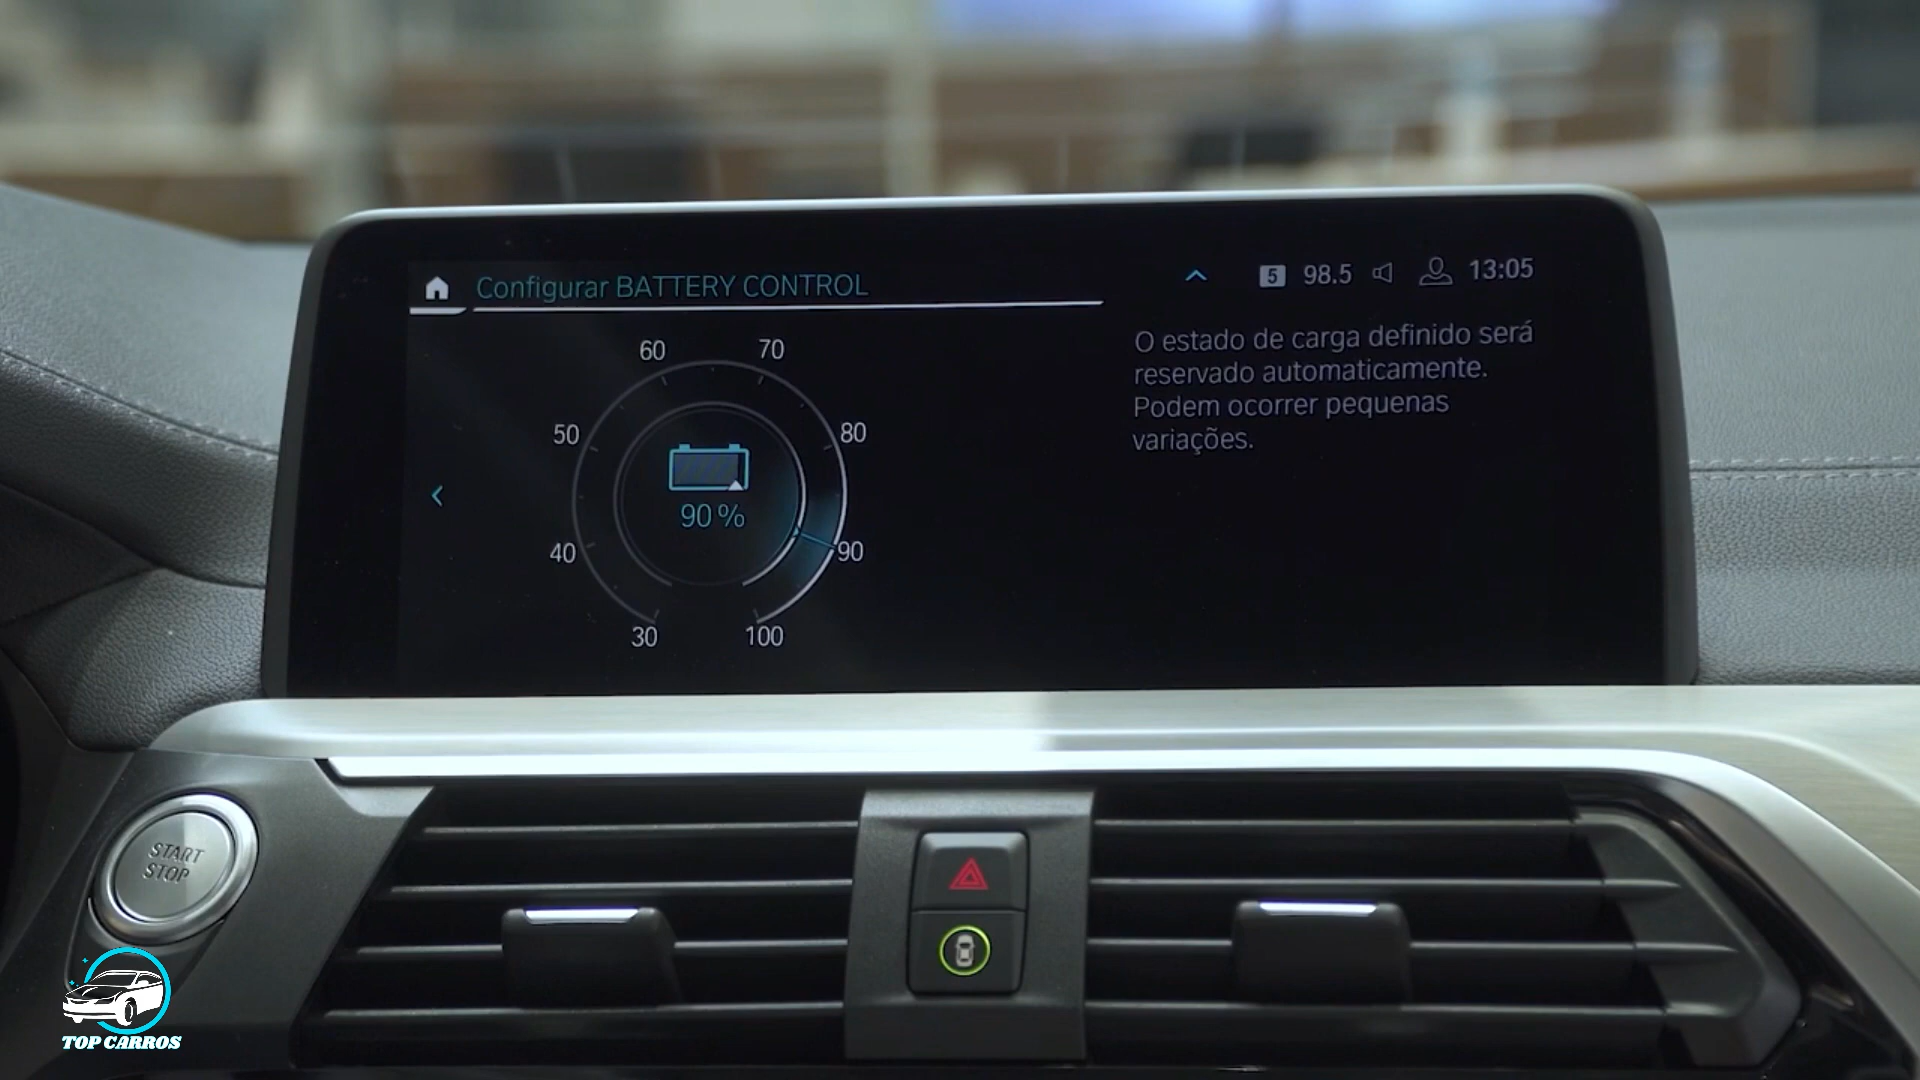 Configurar BATTERY CONTROL
5 98.5 13:05
O estado de carga definido será
reservado automaticamente.
Podem ocorrer pequenas
variações.
60 70
50 80
90 %
40 90
30 100
START
STOP
TOP CARROS